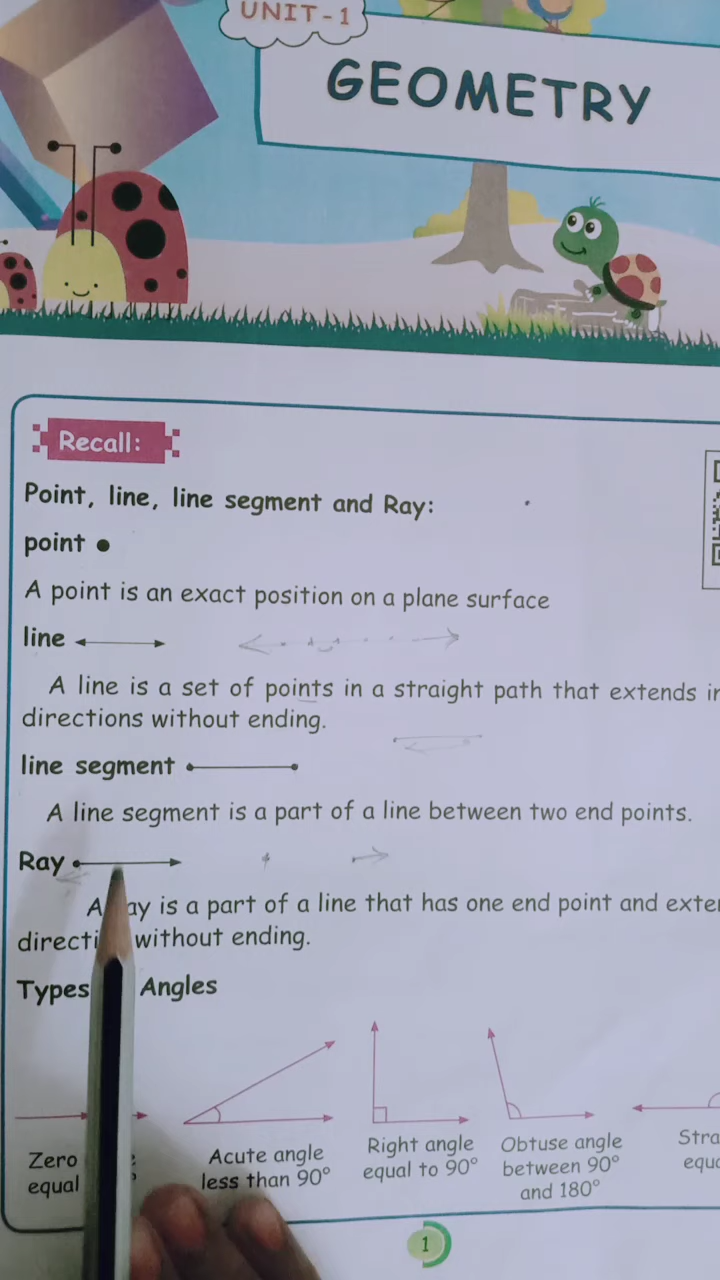 UNIT-1
GEOMETRY
Recall:
Point, line, line segment and Ray:
point
A point is an exact position on a plane surface
line
A line is a set of points in a straight path that extends
directions without ending.
line segment
A line segment is a part of a line between two end points.
Ray
is a part of a line that has one end point and
without ending.
Types Angles
Zero
equal
Acute angle
less than 90°
Right angle
equal to 90°
Obtuse angle
between 90°
and 180°
1